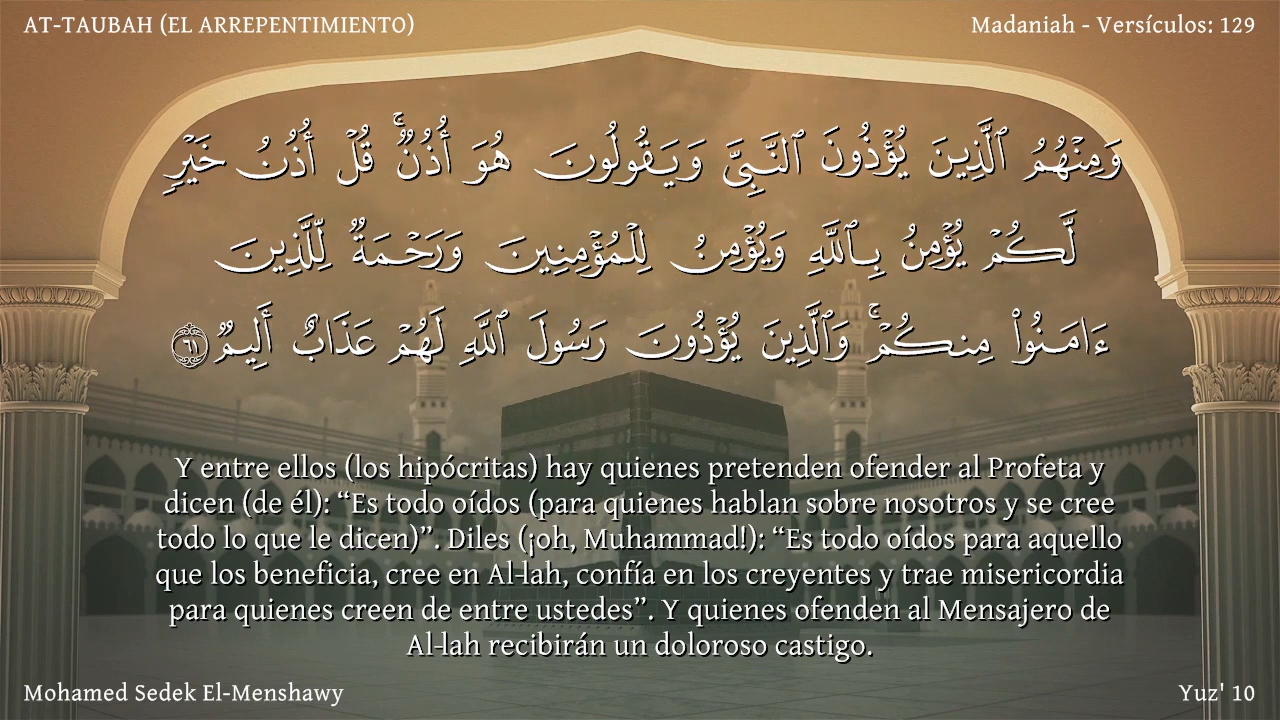 AT-TAUBAH (EL ARREPENTIMIENTO)
Madaniah - Versículos: 129
وَمِنْهُمُ ٱلَّذِينَ يُؤْذُونَ ٱلنَّبِىَّ وَيَقُولُونَ هُوَ أُذُنٌۭ ۚ قُلْ أُذُنُ خَيْرٍۢ
لَّكُمْ يُؤْمِنُ بِٱللَّهِ وَيُؤْمِنُ لِلْمُؤْمِنِينَ وَرَحْمَةٌۭ لِّلَّذِينَ
ءَامَنُوا۟ مِنكُمْ ۚ وَٱلَّذِينَ يُؤْذُونَ رَسُولَ ٱللَّهِ لَهُمْ عَذَابٌ أَلِيمٌۭ ٦١
Y entre ellos (los hipócritas) hay quienes pretenden ofender al Profeta y
dicen (de él): “Es todo oídos (para quienes hablan sobre nosotros y se cree
todo lo que le dicen)”. Diles (¡oh, Muhammad!): “Es todo oídos para aquello
que los beneficia, cree en Al-lah, confía en los creyentes y trae misericordia
para quienes creen de entre ustedes”. Y quienes ofenden al Mensajero de
Al-lah recibirán un doloroso castigo.
Mohamed Sedek El-Menshawy
Yuz' 10